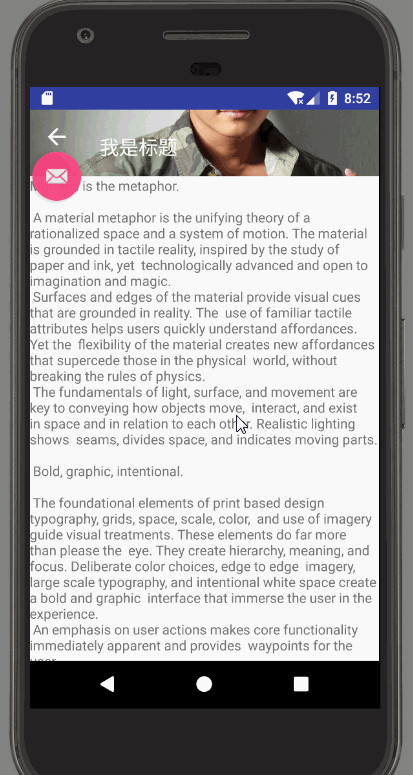 8:52
我是标题
is the metaphor.
A material metaphor is the unifying theory of a
rationalized space and a system of motion. The material
is grounded in tactile reality, inspired by the study of
paper and ink, yet technologically advanced and open to
imagination and magic.
Surfaces and edges of the material provide visual cues
that are grounded in reality. The use of familiar tactile
attributes helps users quickly understand affordances.
Yet the flexibility of the material creates new affordances
that supercede those in the physical world, without
breaking the rules of physics.
The fundamentals of light, surface, and movement are
key to conveying how objects move, interact, and exist
in space and in relation to each other. Realistic lighting
shows seams, divides space, and indicates moving parts.
Bold, graphic, intentional.
The foundational elements of print based design
typography, grids, space, scale, color, and use of imagery
guide visual treatments. These elements do far more
than please the eye. They create hierarchy, meaning, and
focus. Deliberate color choices, edge to edge imagery,
large scale typography, and intentional white space create
a bold and graphic interface that immerse the user in the
experience.
An emphasis on user actions makes core functionality
immediately apparent and provides waypoints for the